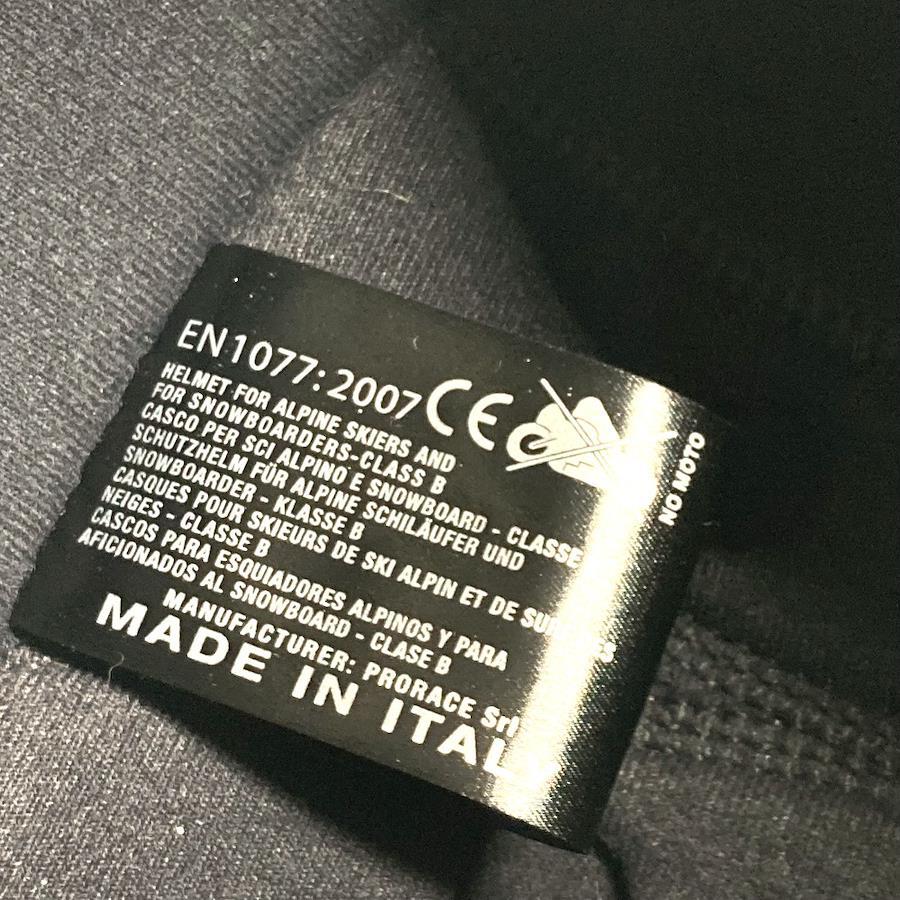 EN1077:2007 CE
NO MOTO
HELMET FOR ALPINE SKIERS AND
FOR SNOWBOARDERS-CLASS B
CASCO PER SCI ALPINO E SNOWBOARD - CLASSE
SCHUTZHELM FÜR ALPINE SCHILÄUFER UND
SNOWBOARDER - KLASSE B
CASQUES POUR SKIEURS DE SKI ALPIN ET DE
NEIGES - CLASSE B
CASCOS PARA ESQUIADORES ALPINOS Y PARA
AFICIONADOS AL SNOWBOARD - CLASE B
MANUFACTURER: PRORACE Srl
MADE IN ITALY